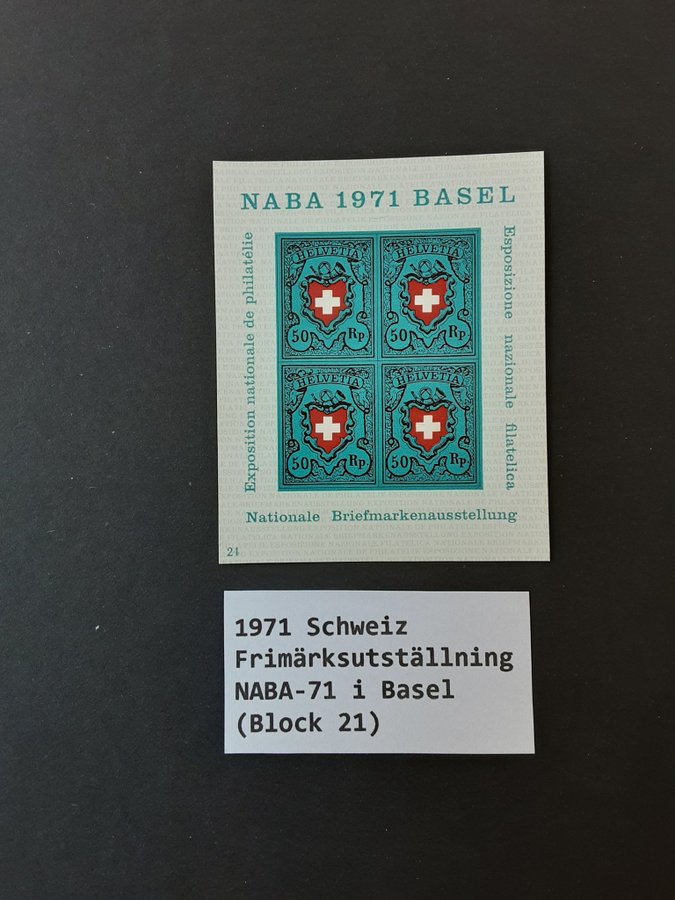 NABA 1971 BASEL
Exposition nationale de philatélie
Esposizione nazionale filatelica
HELVETIA
50 Rp
HELVETIA
50 Rp
HELVETIA
50 Rp
HELVETIA
50 Rp
Nationale Briefmarkenausstellung
21
1971 Schweiz
Frimärksutställning
NABA-71 i Basel
(Block 21)